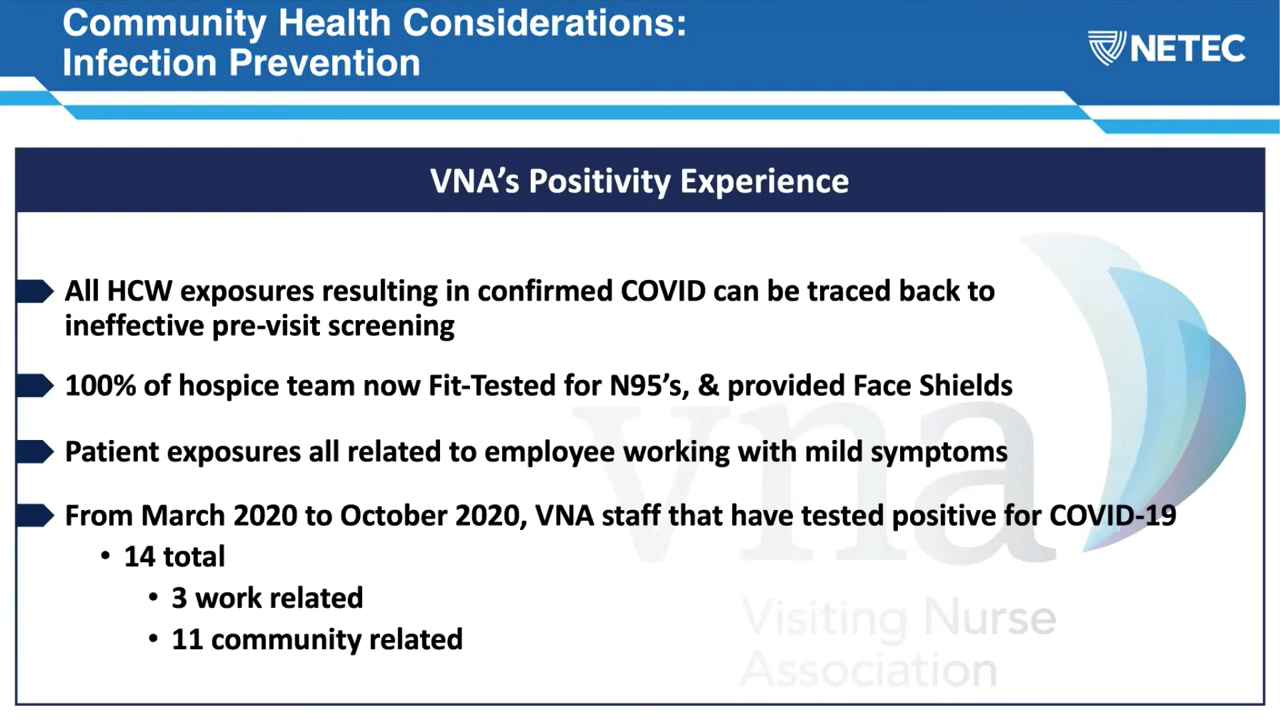 Community Health Considerations:
Infection Prevention
NETEC
VNA's Positivity Experience
All HCW exposures resulting in confirmed COVID can be traced back to
ineffective pre-visit screening
100% of hospice team now Fit-Tested for N95's, & provided Face Shields
Patient exposures all related to employee working with mild symptoms
From March 2020 to October 2020, VNA staff that have tested positive for COVID-19
• 14 total
• 3 work related
• 11 community related
vna
Visiting Nurse
Association